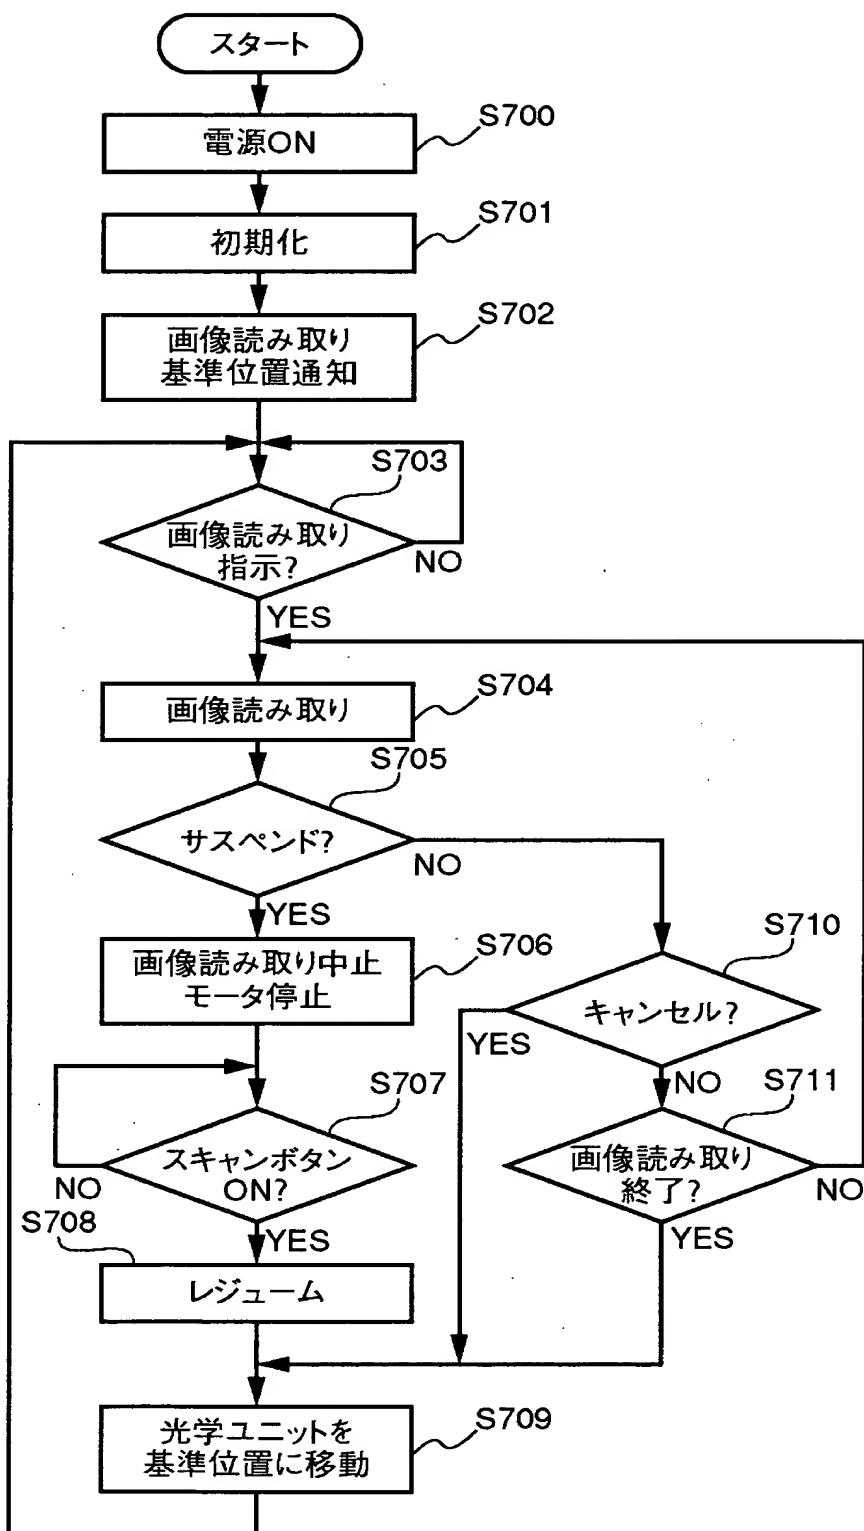 スタート
電源ON
S700
初期化
S701
画像読み取り
基準位置通知
S702
S703
画像読み取り
指示?
NO
YES
画像読み取り
S704
S705
サスペンド?
NO
YES
画像読み取り中止
モータ停止
S706
S710
キャンセル?
YES
NO
S707
スキャンボタン
ON?
NO
YES
S711
画像読み取り
終了?
NO
YES
S708
レジューム
光学ユニットを
基準位置に移動
S709